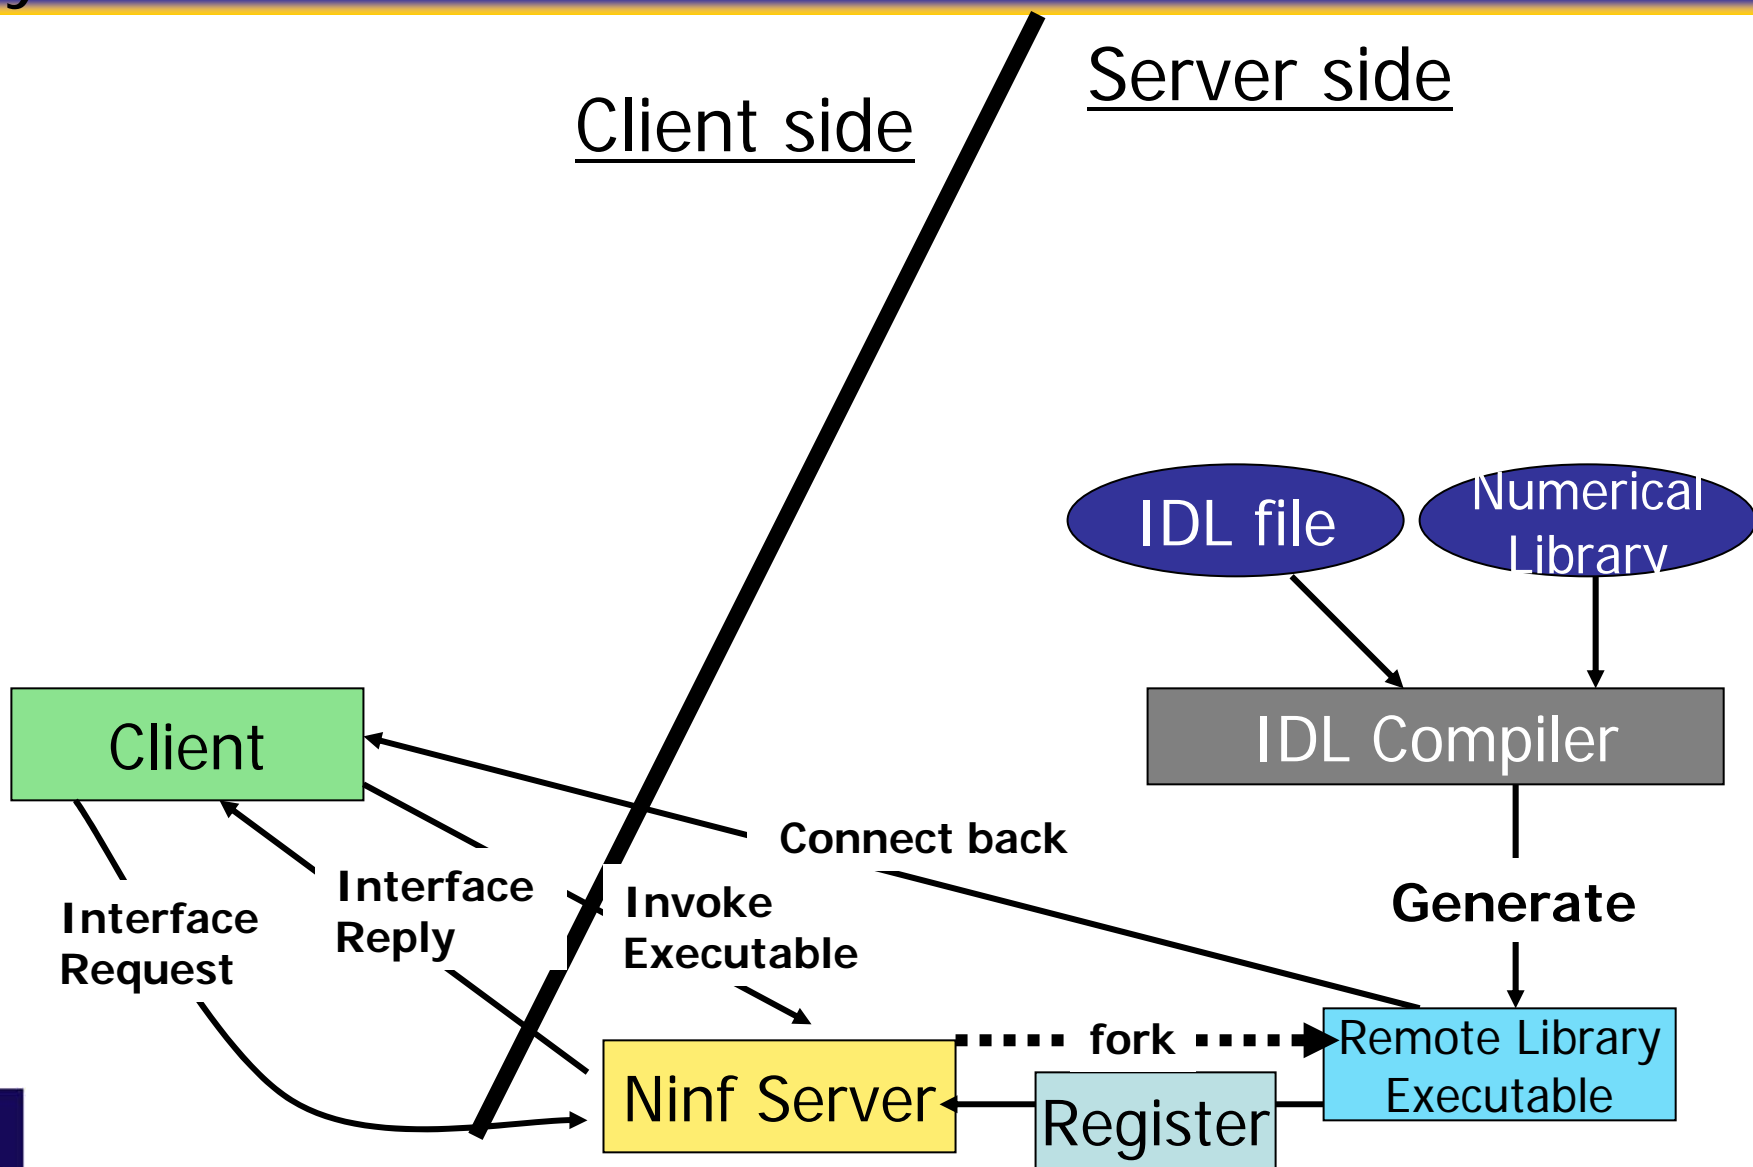 Client side
Server side
IDL file
Numerical
Library
Client
IDL Compiler
Connect back
Interface
Reply
Invoke
Executable
Interface
Request
Generate
fork
Remote Library
Executable
Ninf Server
Register